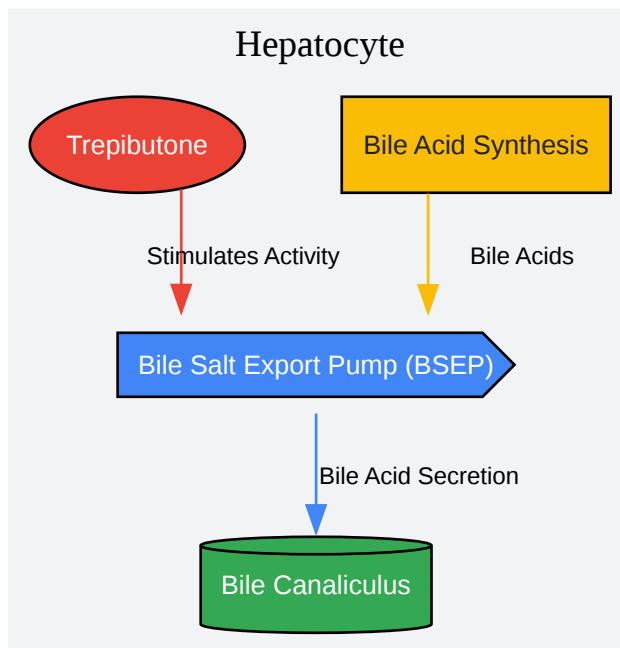 Hepatocyte
Trepibutone
Bile Acid Synthesis
Stimulates Activity
Bile Acids
Bile Salt Export Pump (BSEP)
Bile Acid Secretion
Bile Canaliculus